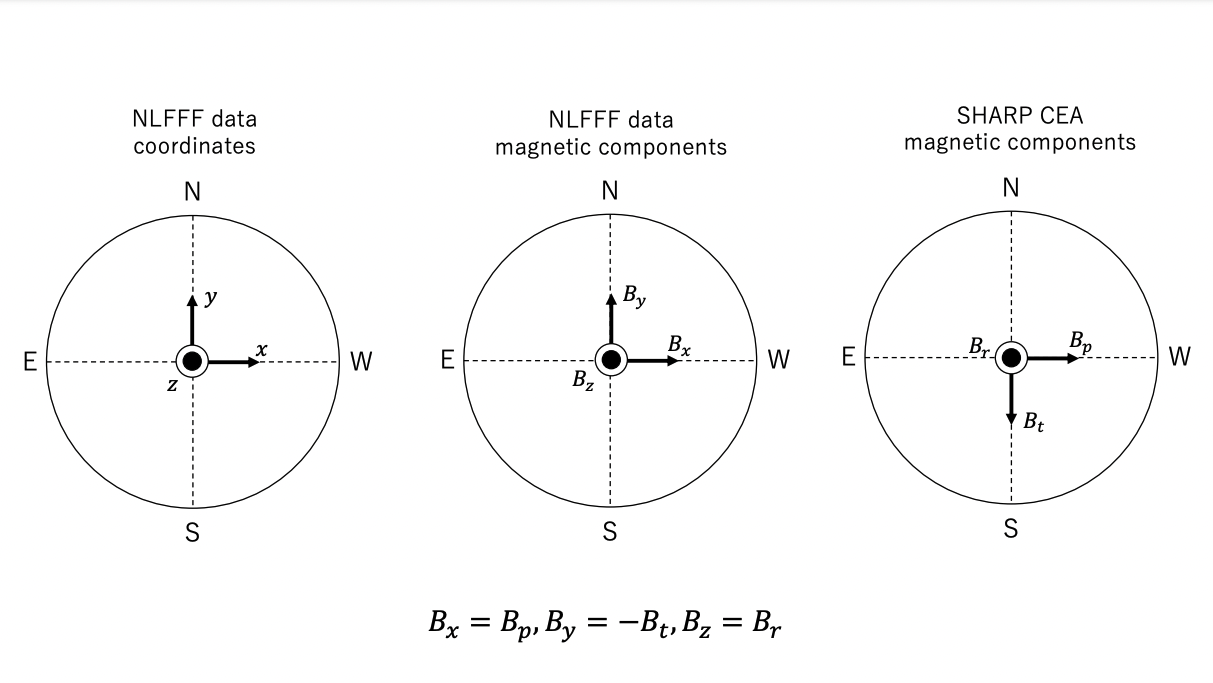 NLFFF data
coordinates
N
y
x
E
W
z
S
NLFFF data
magnetic components
N
B_y
B_x
E
W
B_z
S
SHARP CEA
magnetic components
N
B_r
B_p
E
W
B_t
S
B_x = B_p, B_y = −B_t, B_z = B_r